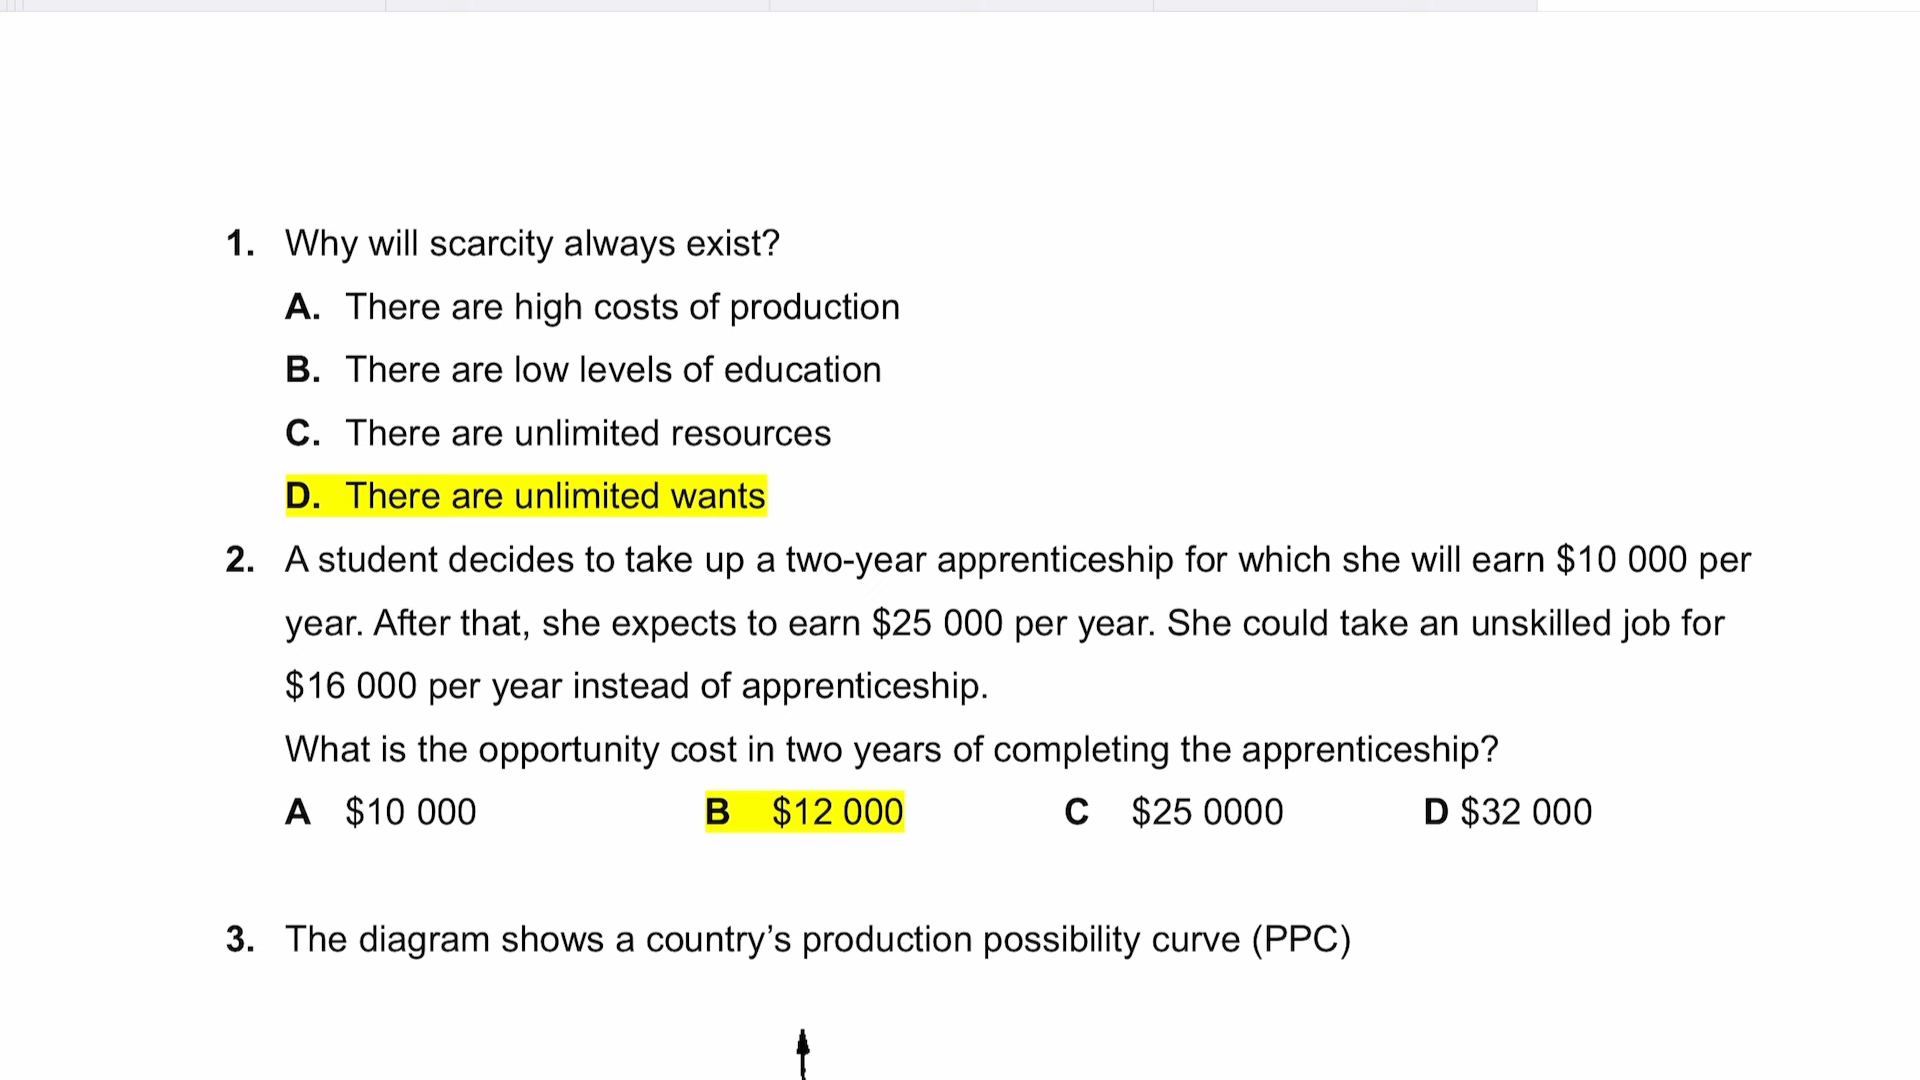 1. Why will scarcity always exist?
A. There are high costs of production
B. There are low levels of education
C. There are unlimited resources
D. There are unlimited wants
2. A student decides to take up a two-year apprenticeship for which she will earn $10 000 per
year. After that, she expects to earn $25 000 per year. She could take an unskilled job for
$16 000 per year instead of apprenticeship.
What is the opportunity cost in two years of completing the apprenticeship?
A $10 000 B $12 000 C $25 0000 D $32 000
3. The diagram shows a country’s production possibility curve (PPC)